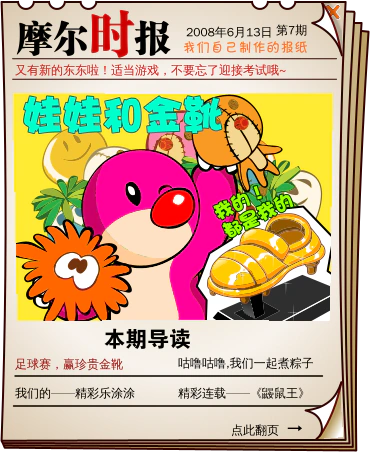 摩尔时报
2008年6月13日 第7期
我们自己制作的报纸
又有新的东东啦！适当游戏，不要忘了迎接考试哦~
娃娃和金靴
我的！
都是我的
本期导读
足球赛，赢珍贵金靴
咕噜咕噜,我们一起煮粽子
我们的——精彩乐涂涂
精彩连载——《鼹鼠王》
点此翻页 →